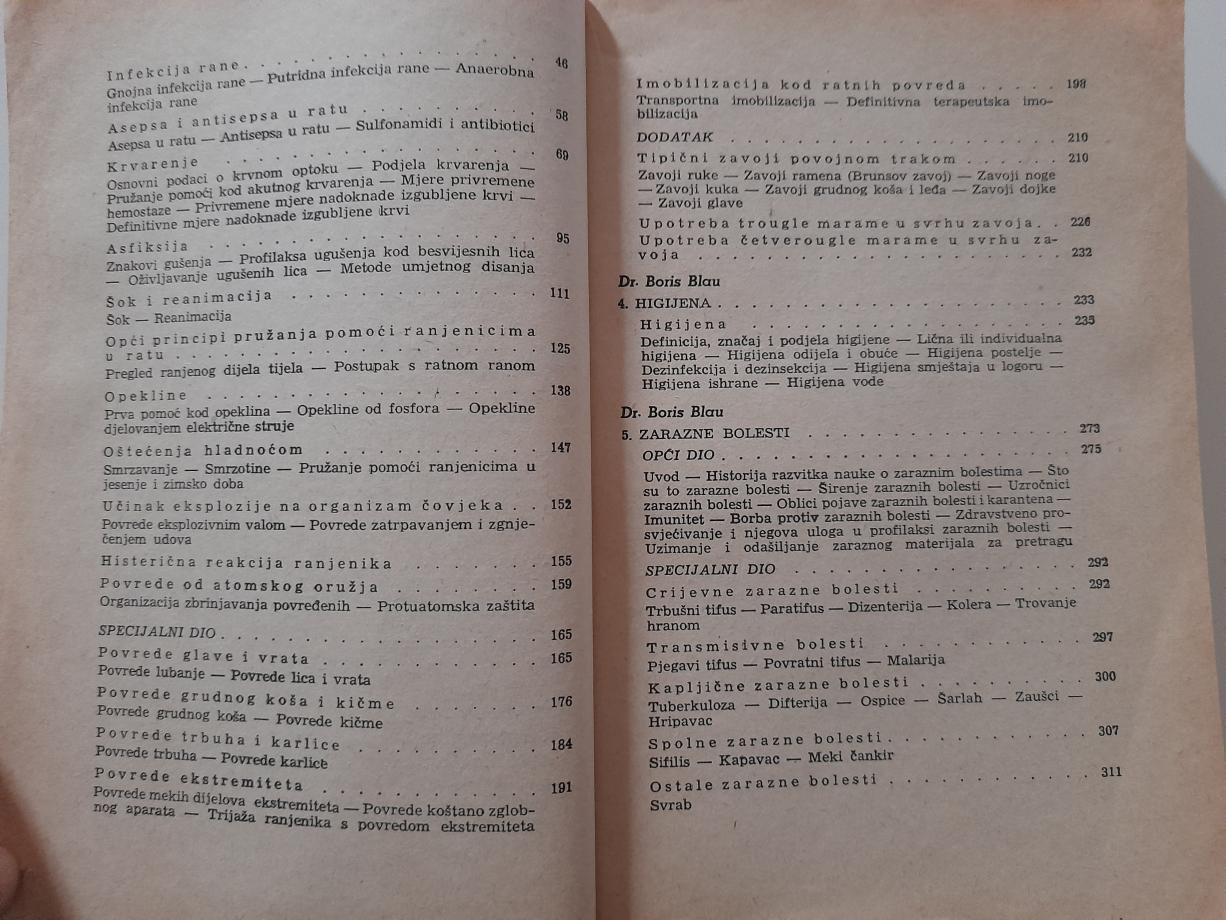 Infekcija rane . . . . . . . . . . . 46
Gnojna infekcija rane — Putridna infekcija rane — Anaerobna
infekcija rane
Asepsa i antisepsa u ratu . . . . . . . . 58
Asepsa u ratu — Antisepsa u ratu — Sulfonamidi i antibiotici
Krvarenje . . . . . . . . . . . . . 69
Osnovni podaci o krvnom optoku — Podjela krvarenja —
Pružanje pomoći kod akutnog krvarenja — Mjere privremene
hemostaze — Privremene mjere nadoknade izgubljene krvi —
Definitivne mjere nadoknade izgubljene krvi
Asfiksija . . . . . . . . . . . . . 95
Znakovi gušenja — Profilaksa ugušenja kod besvijesnih lica
— Oživljavanje ugušenih lica — Metode umjetnog disanja
Šok i reanimacija . . . . . . . . . . 111
Šok — Reanimacija
Opći principi pružanja pomoći ranjenicima
u ratu . . . . . . . . . . . . . . 125
Pregled ranjenog dijela tijela — Postupak s ratnom ranom
Opekline . . . . . . . . . . . . . 138
Prva pomoć kod opeklina — Opekline od fosfora — Opekline
djelovanjem električne struje
Oštećenja hladnoćom . . . . . . . . . 147
Smrzavanje — Smrzotine — Pružanje pomoći ranjenicima u
jesenje i zimsko doba
Učinak eksplozije na organizam čovjeka . . 152
Povrede eksplozivnim valom — Povrede zatrpavanjem i zgnje-
čenjem udova
Histerična reakcija ranjenika . . . . . . 155
Povrede od atomskog oružja . . . . . . . 159
Organizacija zbrinjavanja povređenih — Protuatomska zaštita
SPECIJALNI DIO . . . . . . . . . . . . 165
Povrede glave i vrata . . . . . . . . . 165
Povrede lubanje — Povrede lica i vrata
Povrede grudnog koša i kičme . . . . . . 176
Povrede grudnog koša — Povrede kičme
Povrede trbuha i karlice . . . . . . . . 184
Povrede trbuha — Povrede karlice
Povrede ekstremiteta . . . . . . . . . 191
Povrede mekih dijelova ekstremiteta — Povrede koštano zglob-
nog aparata — Trijaža ranjenika s povredom ekstremiteta
Imobilizacija kod ratnih povreda . . . . . 198
Transportna imobilizacija — Definitivna terapeutska imo-
bilizacija
DODATAK . . . . . . . . . . . . . . 210
Tipični zavoji povojnom trakom . . . . . . 210
Zavoji ruke — Zavoji ramena (Brunsov zavoj) — Zavoji noge
— Zavoji kuka — Zavoji grudnog koša i leđa — Zavoji dojke
— Zavoji glave
Upotreba trougle marame u svrhu zavoja . . 226
Upotreba četverougle marame u svrhu za-
voja . . . . . . . . . . . . . . . 232
Dr. Boris Blau
4. HIGIJENA . . . . . . . . . . . . . . 233
Higijena . . . . . . . . . . . . . 235
Definicija, značaj i podjela higijene — Lična ili individualna
higijena — Higijena odijela i obuće — Higijena postelje —
Dezinfekcija i dezinsekcija — Higijena smještaja u logoru —
Higijena ishrane — Higijena vode
Dr. Boris Blau
5. ZARAZNE BOLESTI . . . . . . . . . . . 273
OPĆI DIO . . . . . . . . . . . . . . 275
Uvod — Historija razvitka nauke o zaraznim bolestima — Što
su to zarazne bolesti — Širenje zaraznih bolesti — Uzročnici
zaraznih bolesti — Oblici pojave zaraznih bolesti i karantena —
Imunitet — Borba protiv zaraznih bolesti — Zdravstveno pro-
svjećivanje i njegova uloga u profilaksi zaraznih bolesti —
Uzimanje i odašiljanje zaraznog materijala za pretragu
SPECIJALNI DIO . . . . . . . . . . . . 292
Crijevne zarazne bolesti . . . . . . . . 292
Trbušni tifus — Paratifus — Dizenterija — Kolera — Trovanje
hranom
Transmisivne bolesti . . . . . . . . . 297
Pjegavi tifus — Povratni tifus — Malarija
Kapljične zarazne bolesti . . . . . . . . 300
Tuberkuloza — Difterija — Ospice — Šarlah — Zaušci —
Hripavac
Spolne zarazne bolesti . . . . . . . . . 307
Sifilis — Kapavac — Meki čankir
Ostale zarazne bolesti . . . . . . . . . 311
Svrab